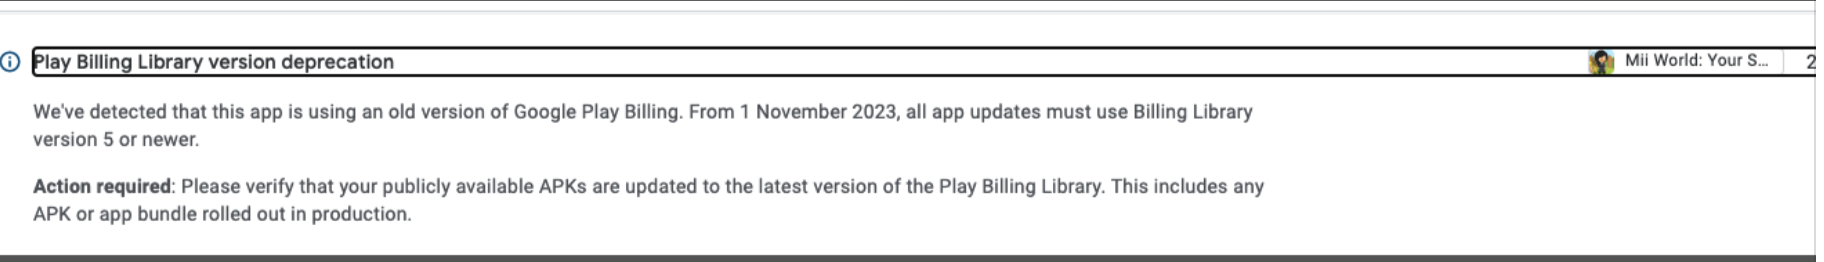 Play Billing Library version deprecation
Mii World: Your S...
2
We've detected that this app is using an old version of Google Play Billing. From 1 November 2023, all app updates must use Billing Library
version 5 or newer.
Action required: Please verify that your publicly available APKs are updated to the latest version of the Play Billing Library. This includes any
APK or app bundle rolled out in production.